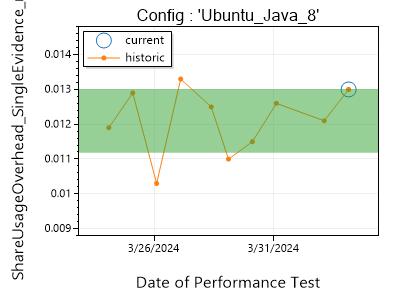 Config : 'Ubuntu_Java_8'
current
historic
ShareUsageOverhead_SingleEvidence_
0.014
0.013
0.012
0.011
0.01
0.009
3/26/2024
3/31/2024
Date of Performance Test